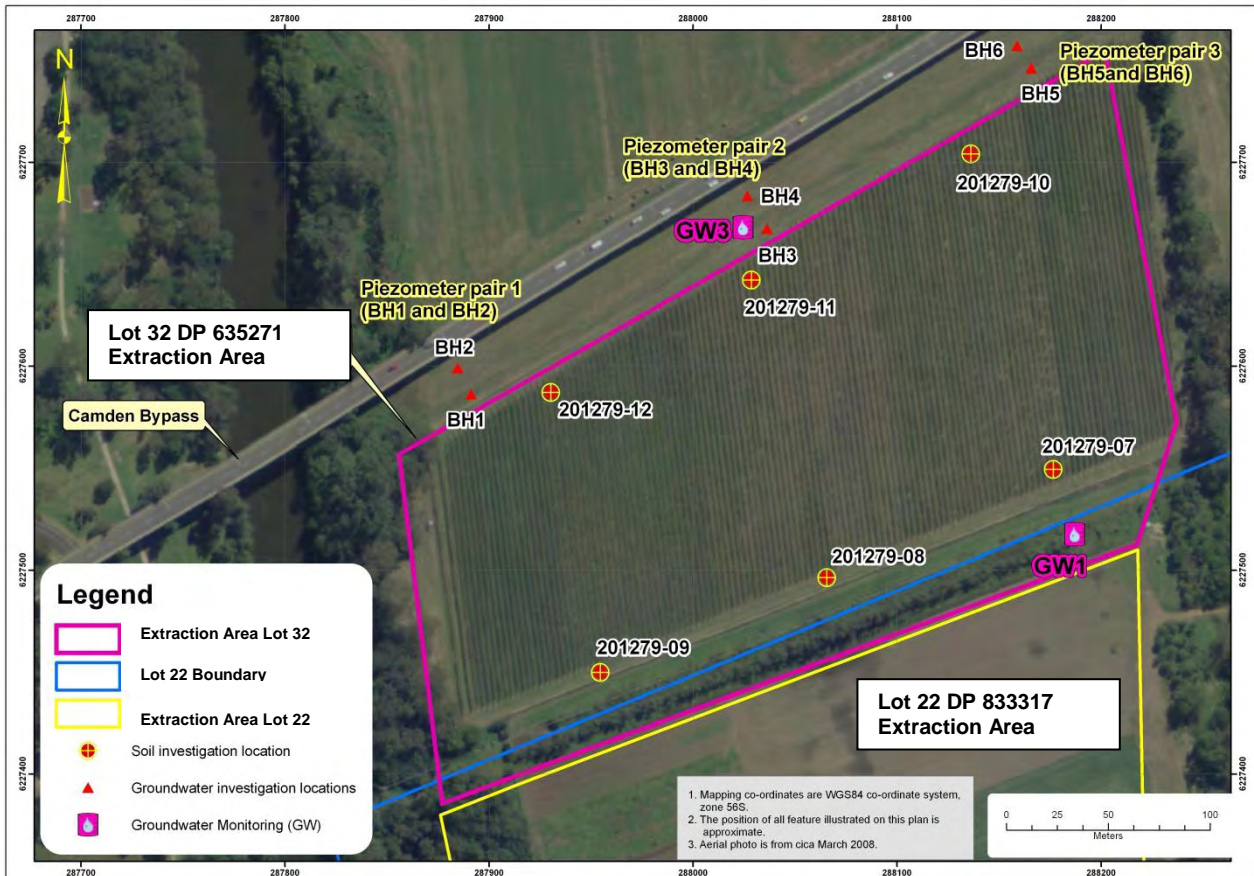 287700
287800
287900
288000
288100
288200
N
BH6
Piezometer pair 3
(BH5and BH6)
BH5
6227700
6227700
Piezometer pair 2
(BH3 and BH4)
201279-10
BH4
GW3
BH3
Piezometer pair 1
(BH1 and BH2)
201279-11
Lot 32 DP 635271
Extraction Area
BH2
6227600
6227600
Camden Bypass
BH1
201279-12
201279-07
201279-08
GW1
6227500
6227500
201279-09
Legend
Extraction Area Lot 32
Lot 22 Boundary
Extraction Area Lot 22
Soil investigation location
Groundwater investigation locations
Groundwater Monitoring (GW)
Lot 22 DP 833317
Extraction Area
6227400
6227400
1. Mapping co-ordinates are WGS84 co-ordinate system,
zone 56S.
2. The position of all feature illustrated on this plan is
approximate.
3. Aerial photo is from cica March 2008.
0 25 50 100
Meters
287700
287800
287900
288000
288100
288200